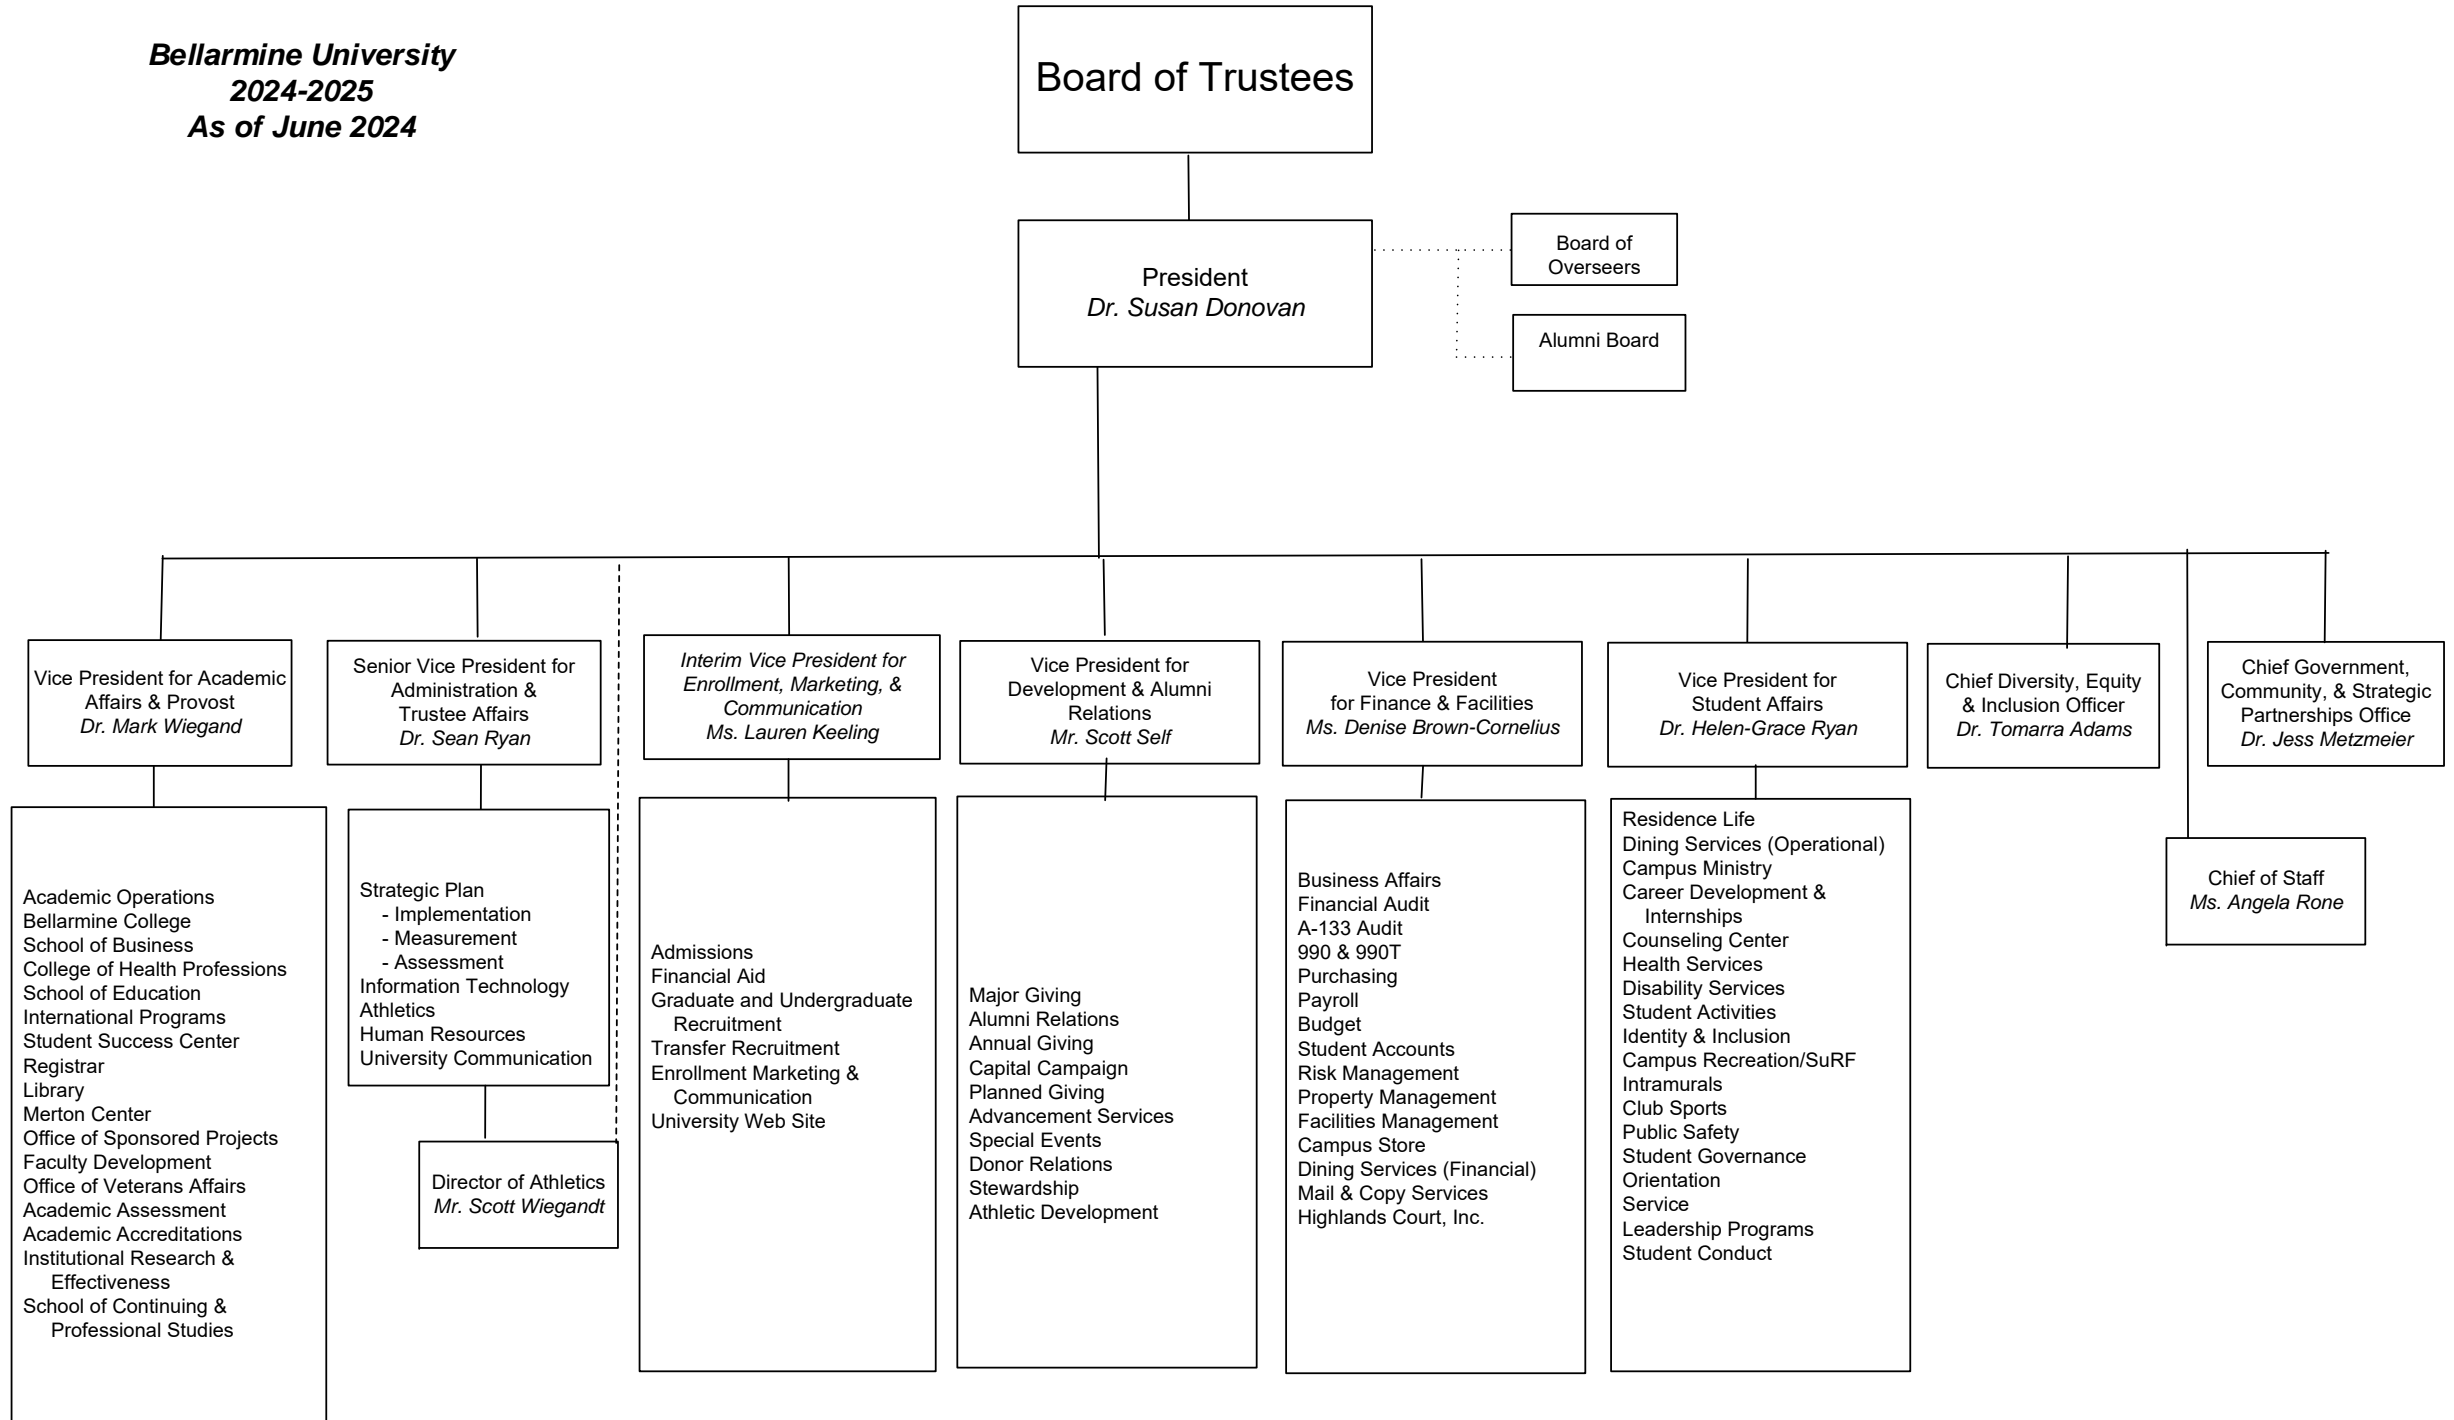 Bellarmine University
2024-2025
As of June 2024
Board of Trustees
President
Dr. Susan Donovan
Board of
Overseers
Alumni Board
Vice President for Academic
Affairs & Provost
Dr. Mark Wiegand
Senior Vice President for
Administration &
Trustee Affairs
Dr. Sean Ryan
Interim Vice President for
Enrollment, Marketing, &
Communication
Ms. Lauren Keeling
Vice President for
Development & Alumni
Relations
Mr. Scott Self
Vice President
for Finance & Facilities
Ms. Denise Brown-Cornelius
Vice President for
Student Affairs
Dr. Helen-Grace Ryan
Chief Diversity, Equity
& Inclusion Officer
Dr. Tomarra Adams
Chief Government,
Community, & Strategic
Partnerships Office
Dr. Jess Metzmeier
Academic Operations
Bellarmine College
School of Business
College of Health Professions
School of Education
International Programs
Student Success Center
Registrar
Library
Merton Center
Office of Sponsored Projects
Faculty Development
Office of Veterans Affairs
Academic Assessment
Academic Accreditations
Institutional Research &
Effectiveness
School of Continuing &
Professional Studies
Strategic Plan
- Implementation
- Measurement
- Assessment
Information Technology
Athletics
Human Resources
University Communication
Director of Athletics
Mr. Scott Wiegandt
Admissions
Financial Aid
Graduate and Undergraduate
Recruitment
Transfer Recruitment
Enrollment Marketing &
Communication
University Web Site
Major Giving
Alumni Relations
Annual Giving
Capital Campaign
Planned Giving
Advancement Services
Special Events
Donor Relations
Stewardship
Athletic Development
Business Affairs
Financial Audit
A-133 Audit
990 & 990T
Purchasing
Payroll
Budget
Student Accounts
Risk Management
Property Management
Facilities Management
Campus Store
Dining Services (Financial)
Mail & Copy Services
Highlands Court, Inc.
Residence Life
Dining Services (Operational)
Campus Ministry
Career Development &
Internships
Counseling Center
Health Services
Disability Services
Student Activities
Identity & Inclusion
Campus Recreation/SuRF
Intramurals
Club Sports
Public Safety
Student Governance
Orientation
Service
Leadership Programs
Student Conduct
Chief of Staff
Ms. Angela Rone